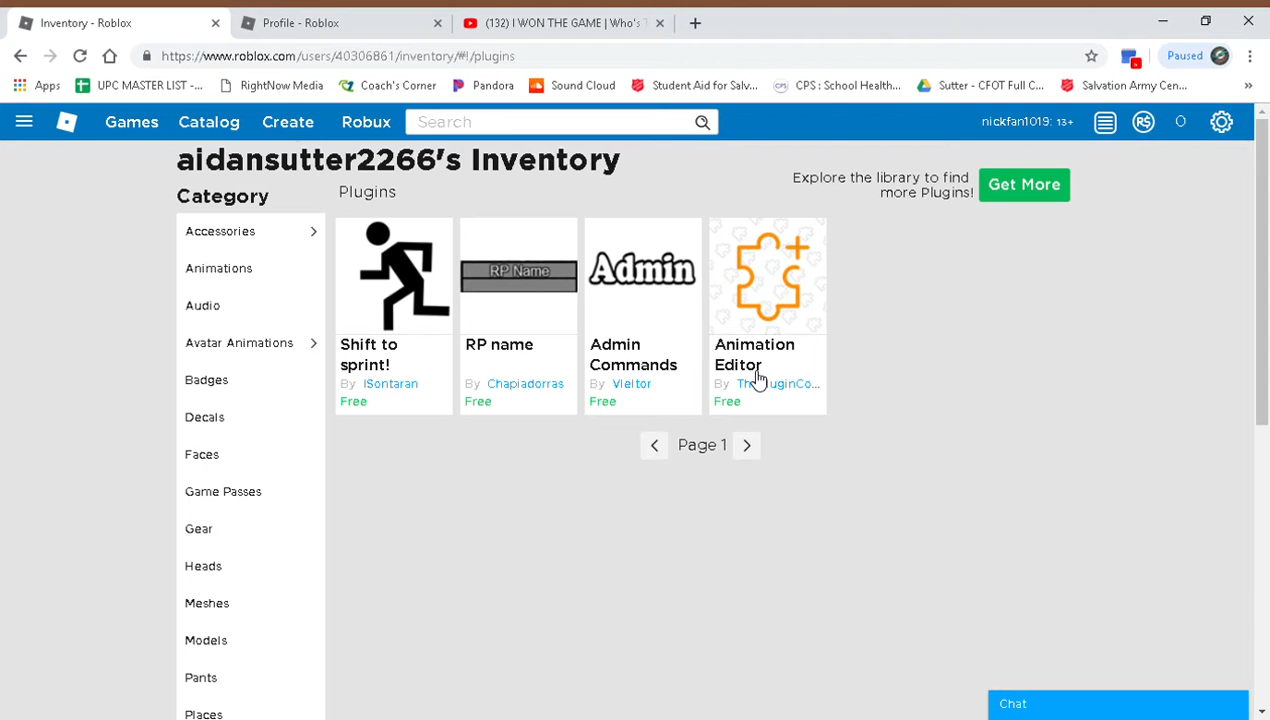 Inventory - Roblox
Profile - Roblox
(132) I WON THE GAME | Who's
https://www.roblox.com/users/40306861/inventory/#!/plugins
Paused
Apps
UPC MASTER LIST -...
RightNow Media
Coach's Corner
Pandora
Sound Cloud
Student Aid for Salv...
CPS : School Health...
Sutter - CFOT Full C...
Salvation Army Cen...
»
Games
Catalog
Create
Robux
Search
nickfan1019: 13+
R$
0
aidansutter2266's Inventory
Explore the library to find
more Plugins!
Get More
Category
Plugins
Accessories
Animations
Audio
Avatar Animations
Badges
Decals
Faces
Game Passes
Gear
Heads
Meshes
Models
Pants
Places
RP Name
Admin
Shift to
sprint!
By ISontaran
Free
RP name
By Chapiadorras
Free
Admin
Commands
By Vieitor
Free
Animation
Editor
By
Free
Page 1
Chat